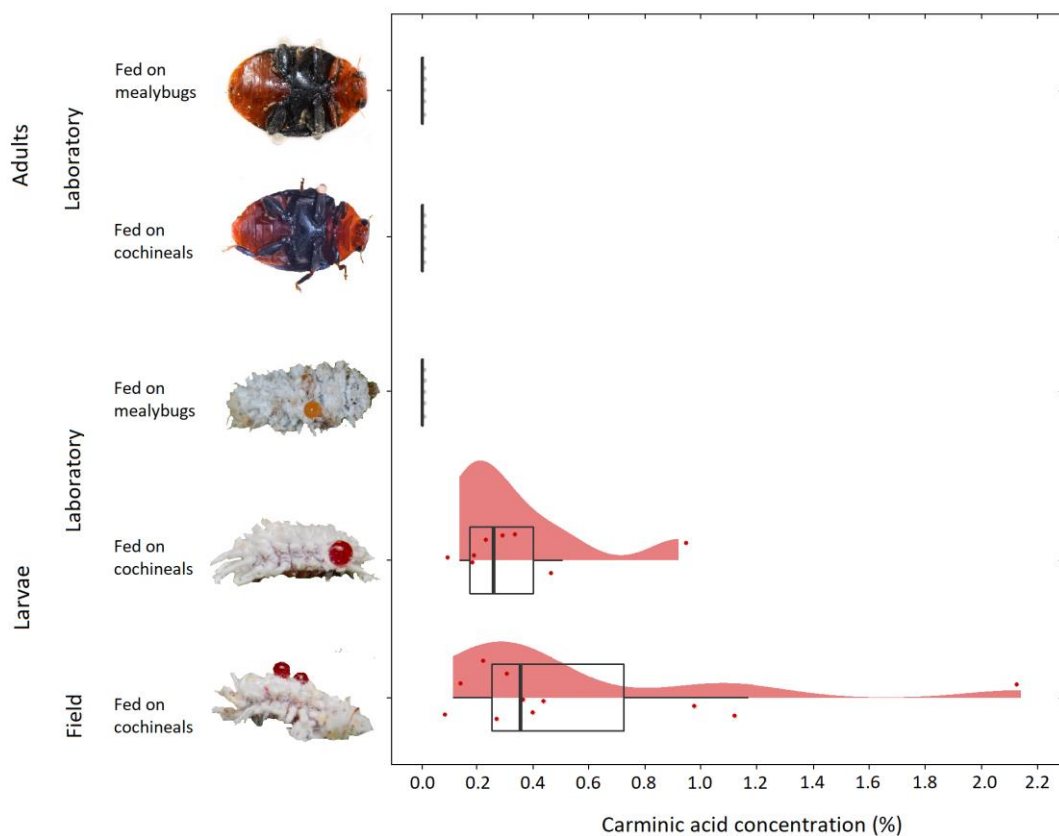 Adults
Laboratory
Fed on
mealybugs
Fed on
cochineals
Larvae
Laboratory
Fed on
mealybugs
Fed on
cochineals
Field
Fed on
cochineals
0.0 0.2 0.4 0.6 0.8 1.0 1.2 1.4 1.6 1.8 2.0 2.2
Carminic acid concentration (%)